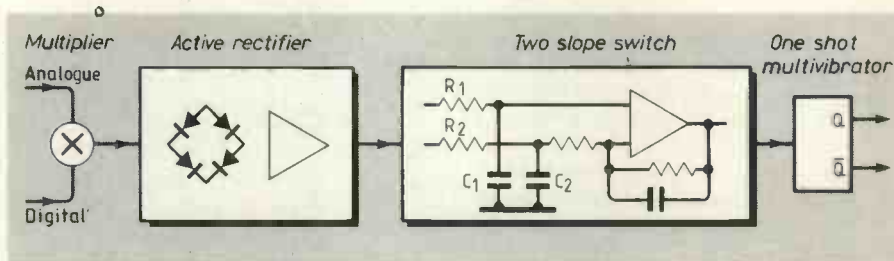 Multiplier
Active rectifier
Two slope switch
One shot
multivibrator
Analogue
Digital
R1
R2
C1
C2
Q
Q̅